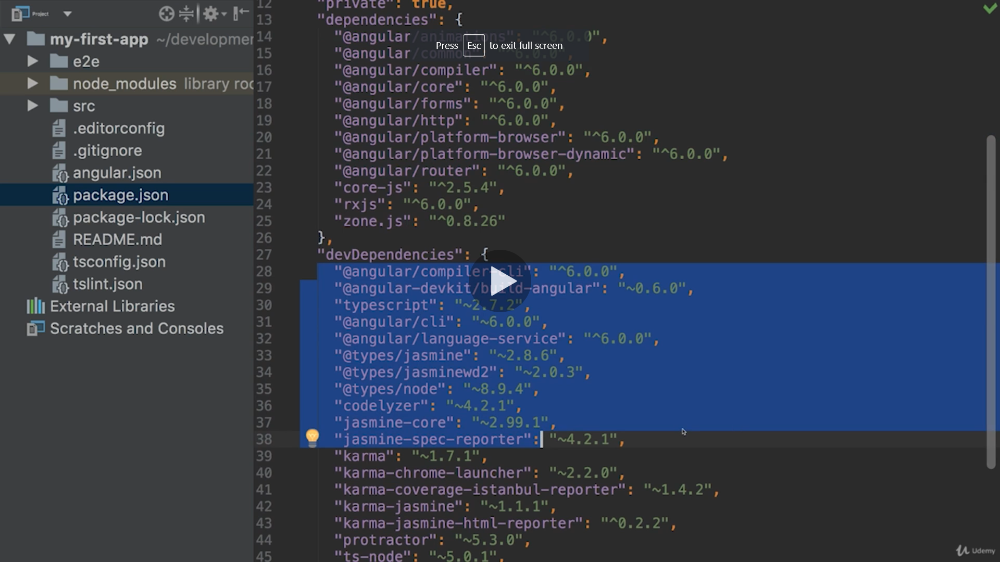 Project
my-first-app ~/developmen
e2e
node_modules library roo
src
.editorconfig
.gitignore
angular.json
package.json
package-lock.json
README.md
tsconfig.json
tslint.json
External Libraries
Scratches and Consoles
Press Esc to exit full screen
12 "private": true,
13 "dependencies": {
14 "@angular/animations": "^6.0.0",
15 "@angular/common": "^6.0.0",
16 "@angular/compiler": "^6.0.0",
17 "@angular/core": "^6.0.0",
18 "@angular/forms": "^6.0.0",
19 "@angular/http": "^6.0.0",
20 "@angular/platform-browser": "^6.0.0",
21 "@angular/platform-browser-dynamic": "^6.0.0",
22 "@angular/router": "^6.0.0",
23 "core-js": "^2.5.4",
24 "rxjs": "^6.0.0",
25 "zone.js": "^0.8.26"
26 },
27 "devDependencies": {
28 "@angular/compiler-cli": "^6.0.0",
29 "@angular-devkit/build-angular": "~0.6.0",
30 "typescript": "~2.7.2",
31 "@angular/cli": "~6.0.0",
32 "@angular/language-service": "^6.0.0",
33 "@types/jasmine": "~2.8.6",
34 "@types/jasminewd2": "~2.0.3",
35 "@types/node": "~8.9.4",
36 "codelyzer": "~4.2.1",
37 "jasmine-core": "~2.99.1",
38 "jasmine-spec-reporter": "~4.2.1",
39 "karma": "~1.7.1",
40 "karma-chrome-launcher": "~2.2.0",
41 "karma-coverage-istanbul-reporter": "~1.4.2",
42 "karma-jasmine": "~1.1.1",
43 "karma-jasmine-html-reporter": "^0.2.2",
44 "protractor": "~5.3.0",
45 "ts-node": "~5.0.1",
Udemy